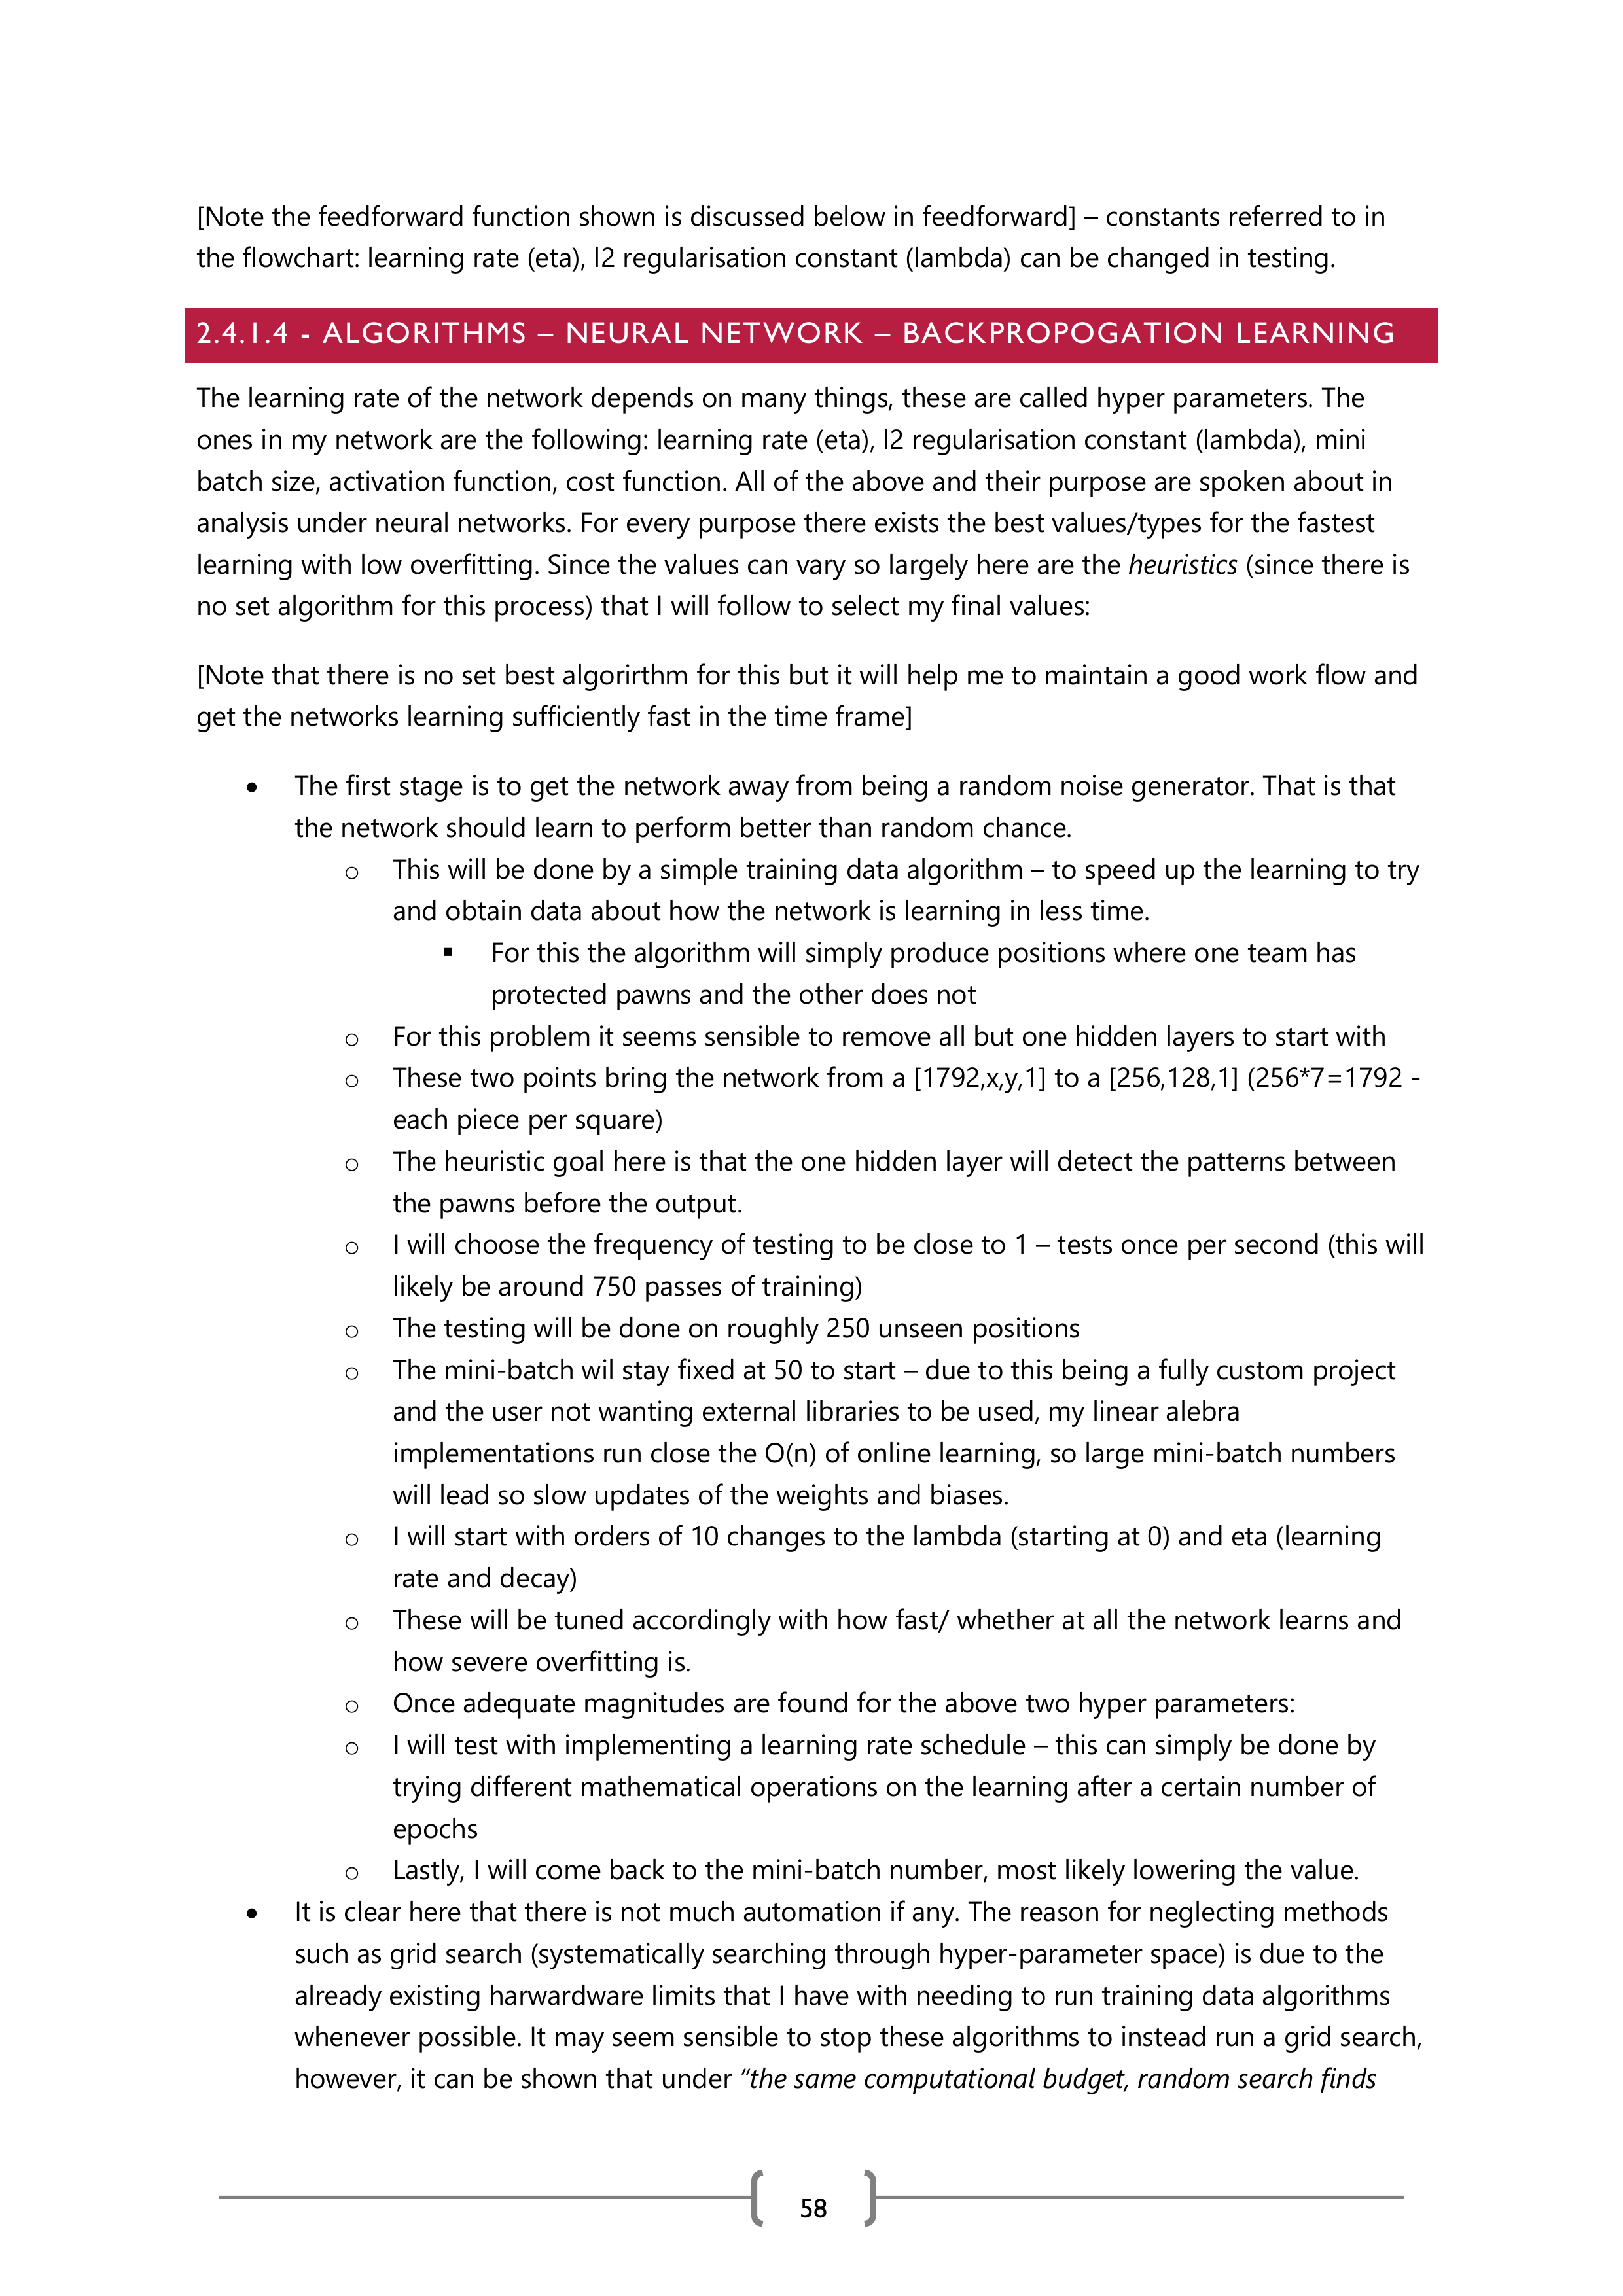 [Note the feedforward function shown is discussed below in feedforward] – constants referred to in
the flowchart: learning rate (eta), l2 regularisation constant (lambda) can be changed in testing.
2.4.1.4 - ALGORITHMS – NEURAL NETWORK – BACKPROPOGATION LEARNING
The learning rate of the network depends on many things, these are called hyper parameters. The
ones in my network are the following: learning rate (eta), l2 regularisation constant (lambda), mini
batch size, activation function, cost function. All of the above and their purpose are spoken about in
analysis under neural networks. For every purpose there exists the best values/types for the fastest
learning with low overfitting. Since the values can vary so largely here are the heuristics (since there is
no set algorithm for this process) that I will follow to select my final values:
[Note that there is no set best algorirthm for this but it will help me to maintain a good work flow and
get the networks learning sufficiently fast in the time frame]
• The first stage is to get the network away from being a random noise generator. That is that
the network should learn to perform better than random chance.
o This will be done by a simple training data algorithm – to speed up the learning to try
and obtain data about how the network is learning in less time.
▪ For this the algorithm will simply produce positions where one team has
protected pawns and the other does not
o For this problem it seems sensible to remove all but one hidden layers to start with
o These two points bring the network from a [1792,x,y,1] to a [256,128,1] (256*7=1792 -
each piece per square)
o The heuristic goal here is that the one hidden layer will detect the patterns between
the pawns before the output.
o I will choose the frequency of testing to be close to 1 – tests once per second (this will
likely be around 750 passes of training)
o The testing will be done on roughly 250 unseen positions
o The mini-batch wil stay fixed at 50 to start – due to this being a fully custom project
and the user not wanting external libraries to be used, my linear alebra
implementations run close the O(n) of online learning, so large mini-batch numbers
will lead so slow updates of the weights and biases.
o I will start with orders of 10 changes to the lambda (starting at 0) and eta (learning
rate and decay)
o These will be tuned accordingly with how fast/ whether at all the network learns and
how severe overfitting is.
o Once adequate magnitudes are found for the above two hyper parameters:
o I will test with implementing a learning rate schedule – this can simply be done by
trying different mathematical operations on the learning after a certain number of
epochs
o Lastly, I will come back to the mini-batch number, most likely lowering the value.
• It is clear here that there is not much automation if any. The reason for neglecting methods
such as grid search (systematically searching through hyper-parameter space) is due to the
already existing harwardware limits that I have with needing to run training data algorithms
whenever possible. It may seem sensible to stop these algorithms to instead run a grid search,
however, it can be shown that under “the same computational budget, random search finds
58